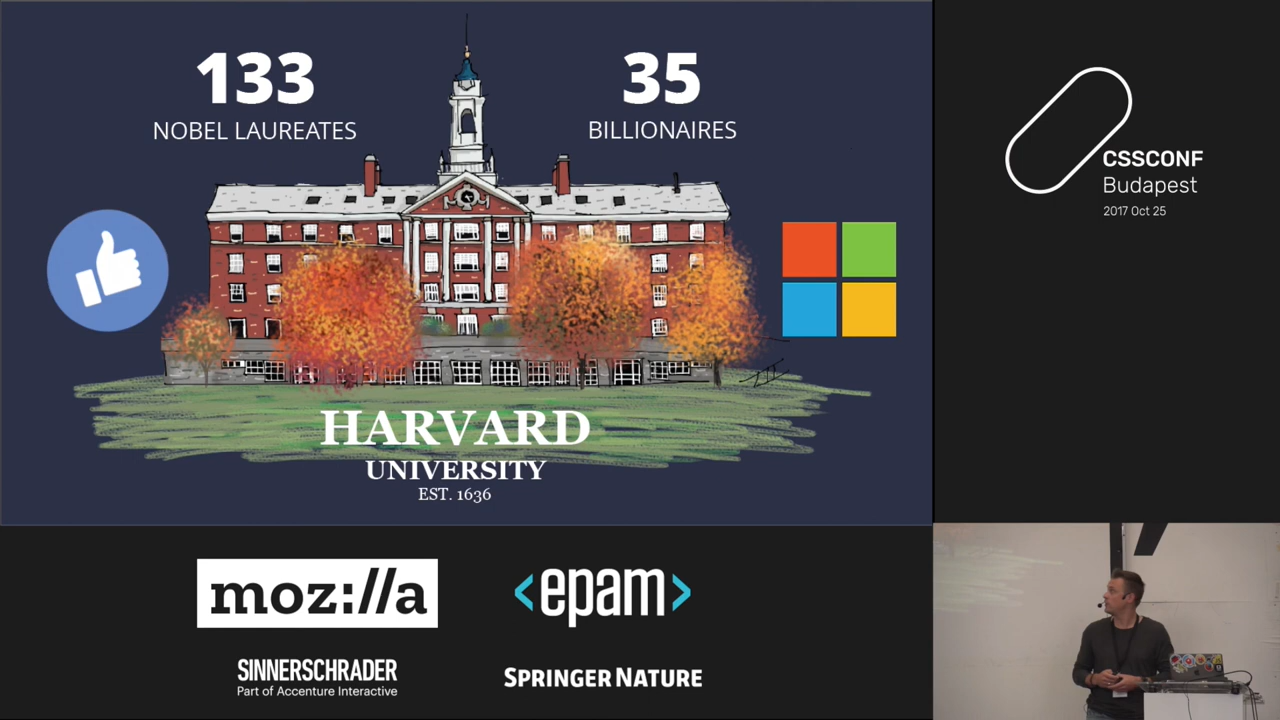 133
NOBEL LAUREATES
35
BILLIONAIRES
HARVARD
UNIVERSITY
EST. 1636
CSSCONF
Budapest
2017 Oct 25
moz://a
<epam>
SINNERSCHRADER
Part of Accenture Interactive
SPRINGER NATURE